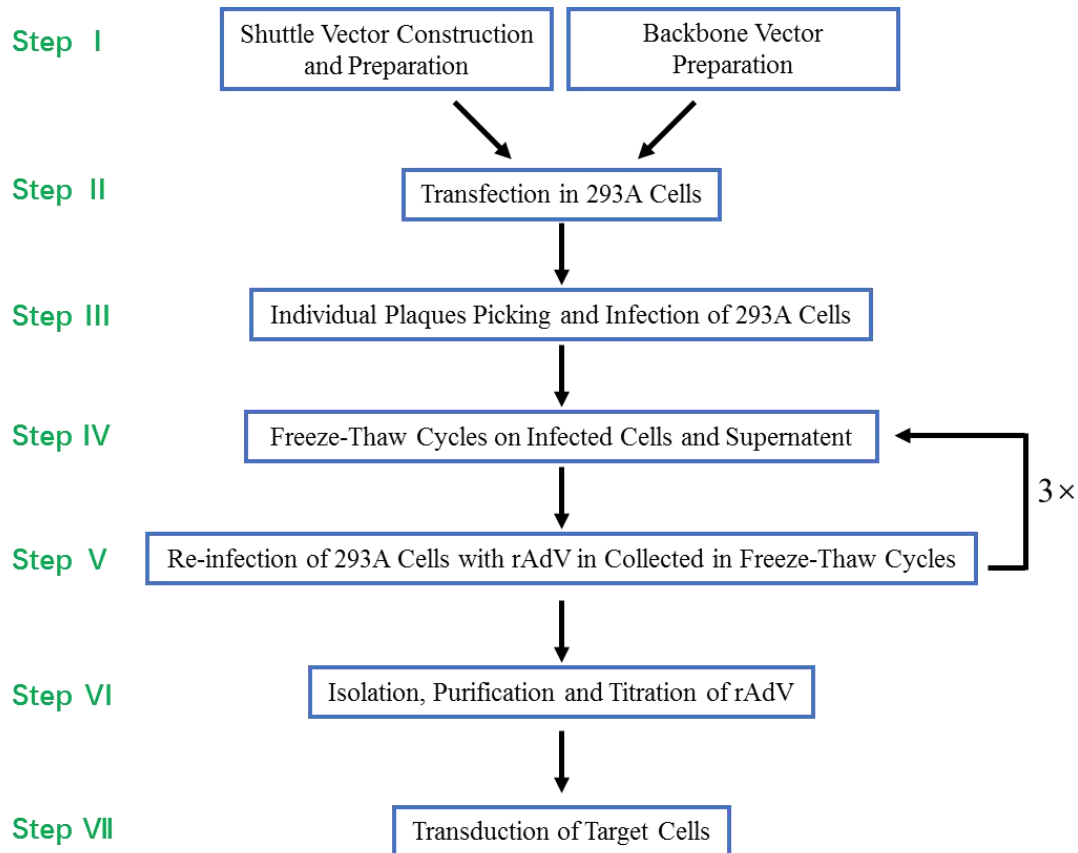 Step I
Shuttle Vector Construction
and Preparation
Backbone Vector
Preparation
Step II
Transfection in 293A Cells
Step III
Individual Plaques Picking and Infection of 293A Cells
Step IV
Freeze-Thaw Cycles on Infected Cells and Supernatent
3×
Step V
Re-infection of 293A Cells with rAdV in Collected in Freeze-Thaw Cycles
Step VI
Isolation, Purification and Titration of rAdV
Step VII
Transduction of Target Cells